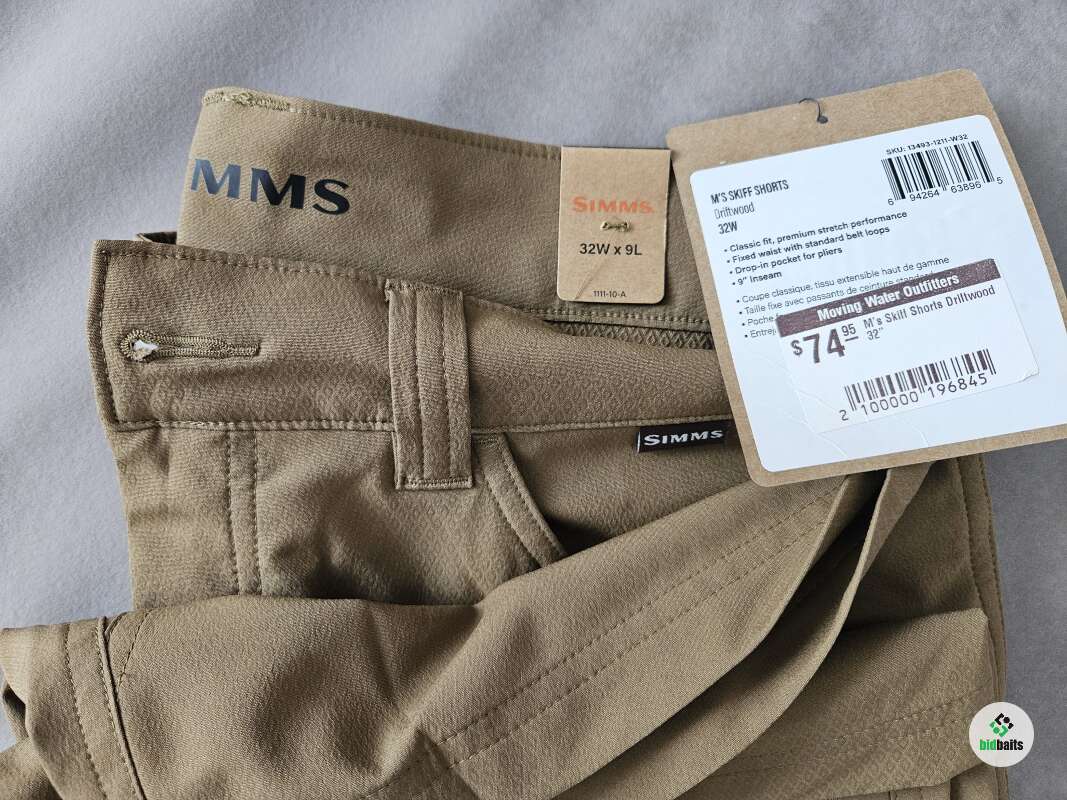 MMS
SIMMS.
32W x 9L
1111-10-A
SIMMS
SKU: 13493-1211-W32
6 94264 63896 5
M'S SKIFF SHORTS
Driftwood
32W
• Classic fit, premium stretch performance
• Fixed waist with standard belt loops
• Drop-in pocket for pliers
• 9" Inseam
• Coupe classique, tissu extensible haut de gamme
• Taille fixe avec passants de ceinture standard
• Poche
• Entrej
Moving Water Outfitters
$74.95 M's Skiff Shorts Driftwood
32"
2 100000 196845
bidbaits